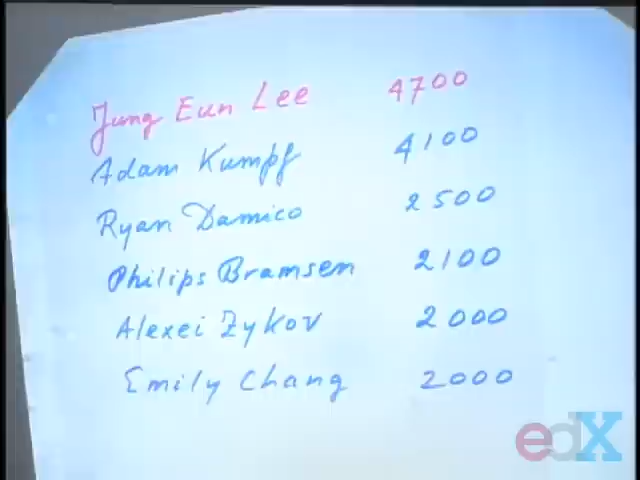 Jung Eun Lee 4700
Adam Kumpf 4100
Ryan Damico 2500
Philips Bramsen 2100
Alexei Zykov 2000
Emily Chang 2000
edX